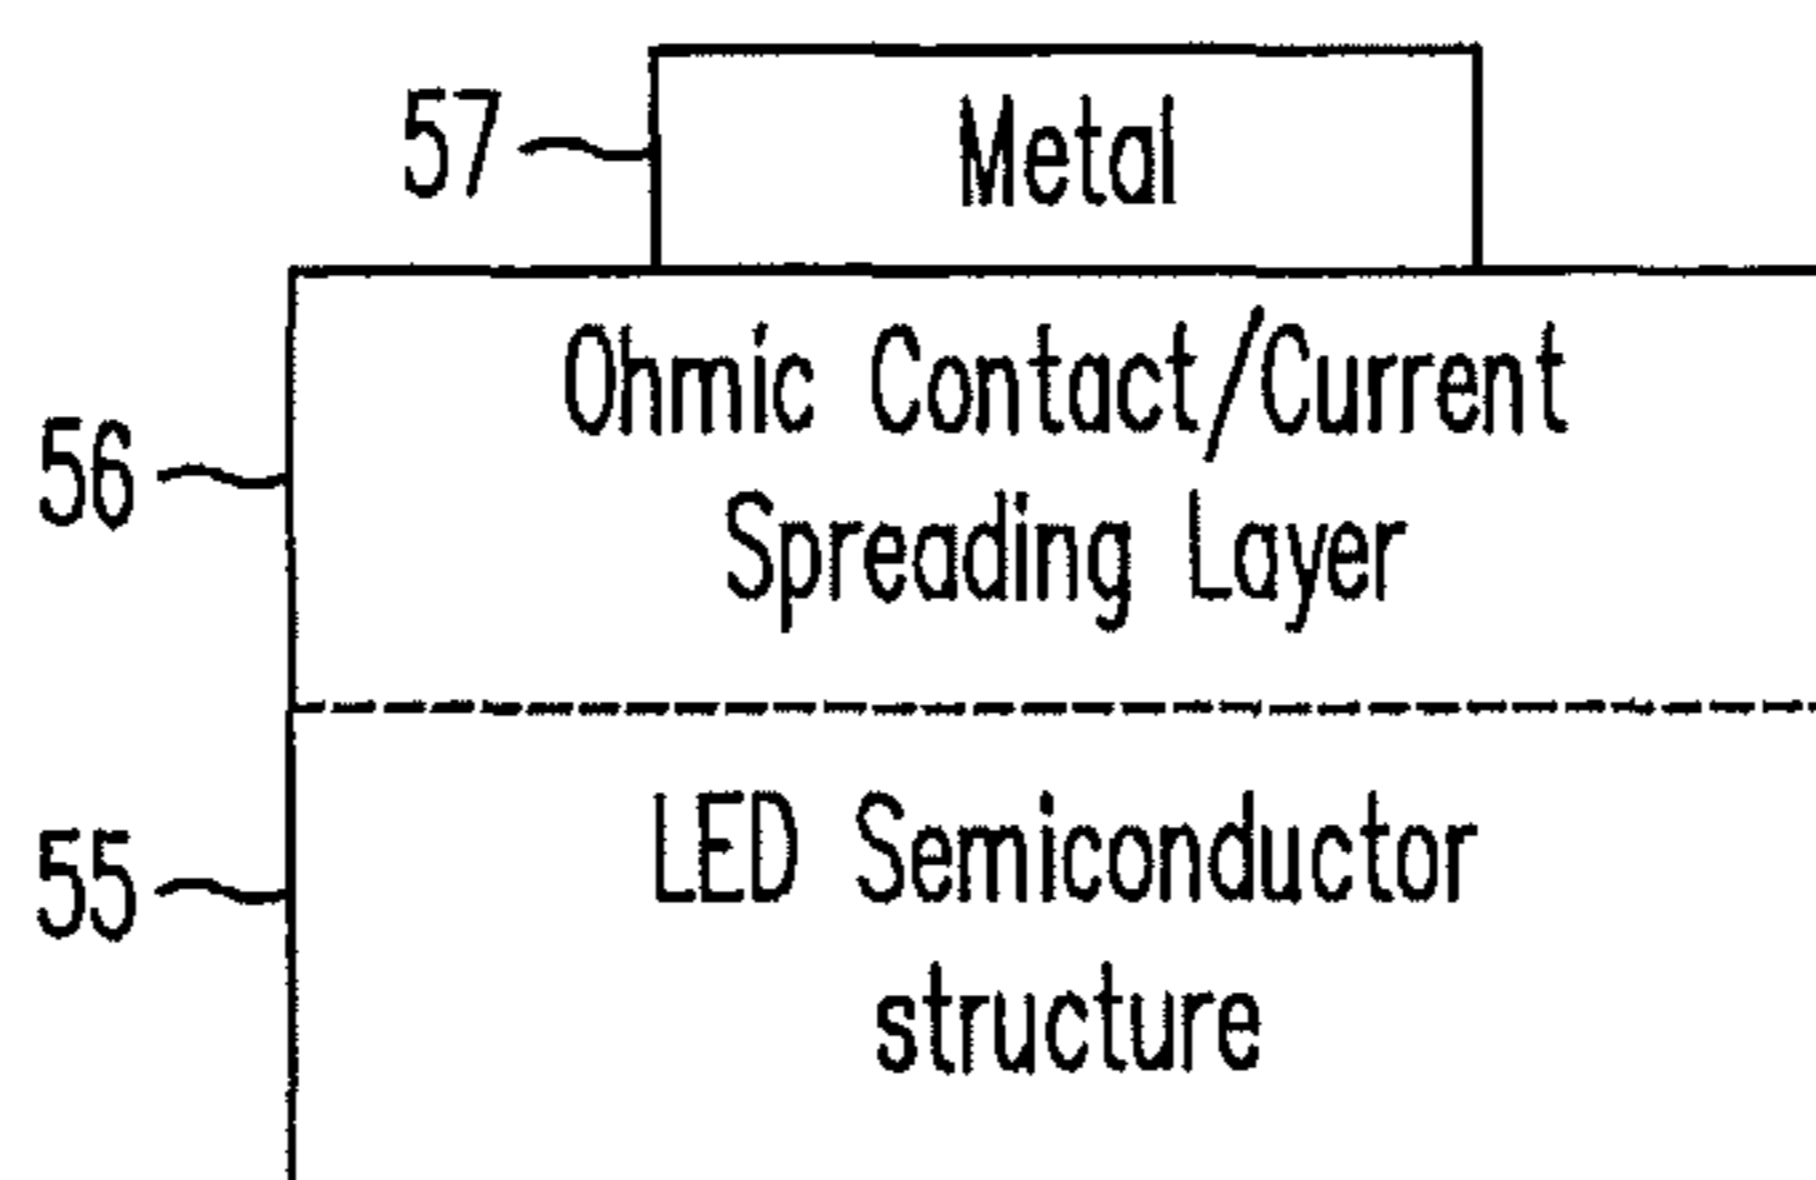 57 Metal
Ohmic Contact/Current
56
Spreading Layer
LED Semiconductor
55
structure